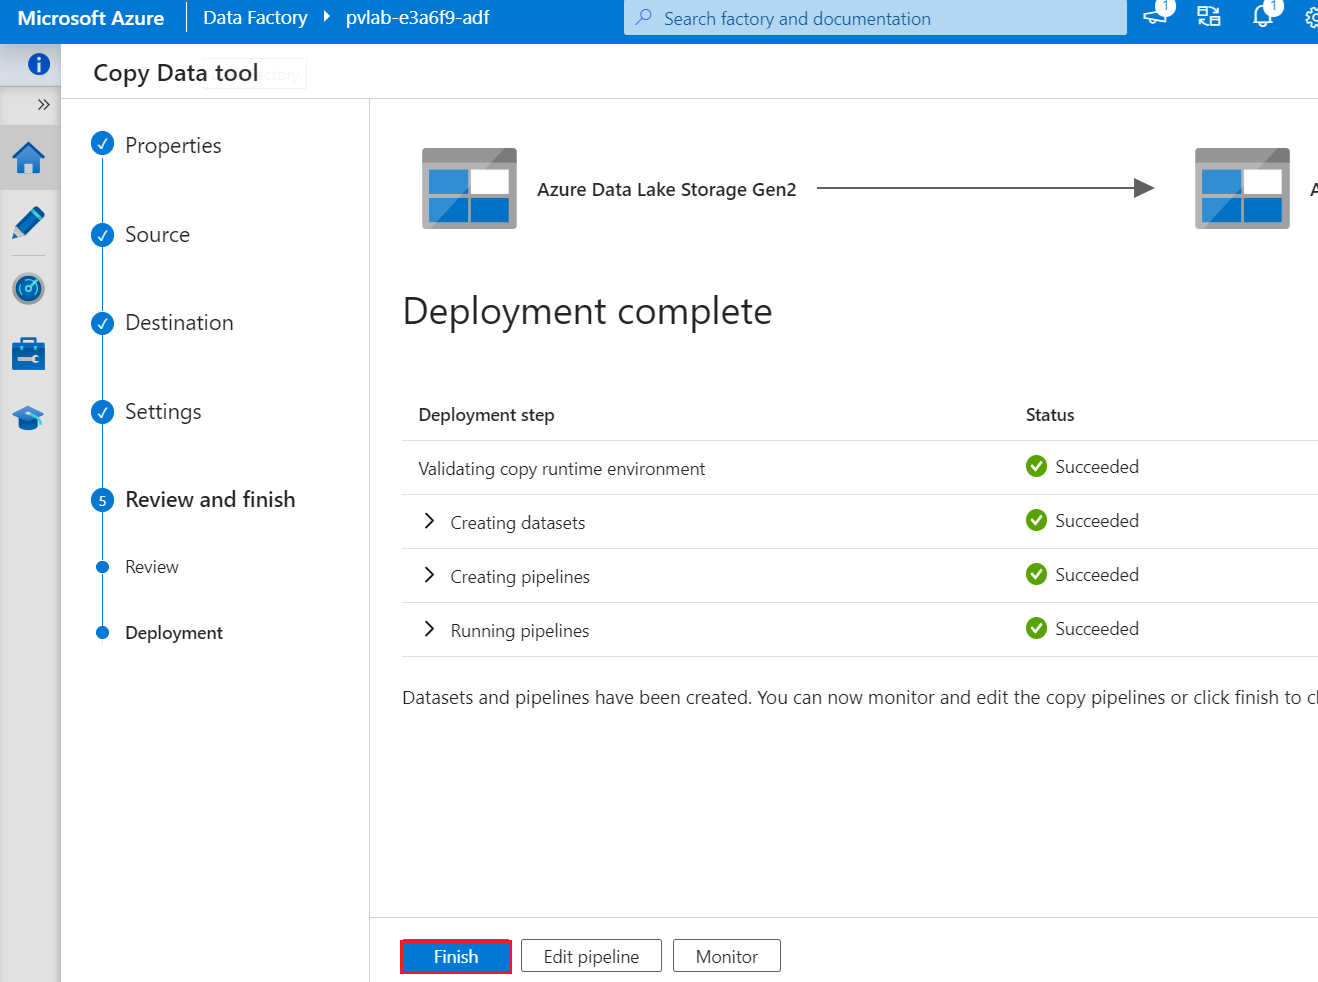 Microsoft Azure
Data Factory
pvlab-e3a6f9-adf
Search factory and documentation
1
1
Copy Data tool
Properties
Source
Destination
Settings
5
Review and finish
Review
Deployment
Azure Data Lake Storage Gen2
A
Deployment complete
Deployment step
Status
Validating copy runtime environment
Succeeded
Creating datasets
Succeeded
Creating pipelines
Succeeded
Running pipelines
Succeeded
Datasets and pipelines have been created. You can now monitor and edit the copy pipelines or click finish to
Finish
Edit pipeline
Monitor